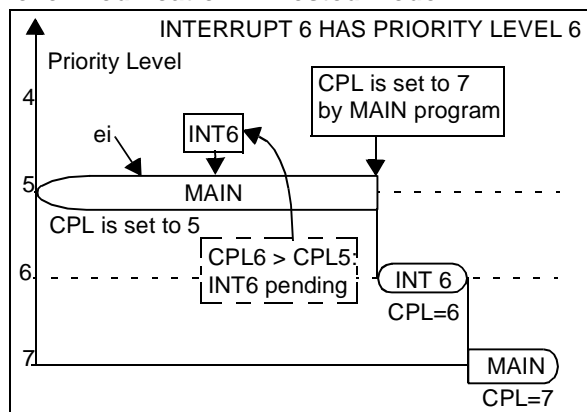 INTERRUPT 6 HAS PRIORITY LEVEL 6
Priority Level
CPL is set to 7
by MAIN program
4
ei
INT6
5
MAIN
CPL is set to 5
CPL6 > CPL5:
INT6 pending
6
INT 6
CPL=6
7
MAIN
CPL=7